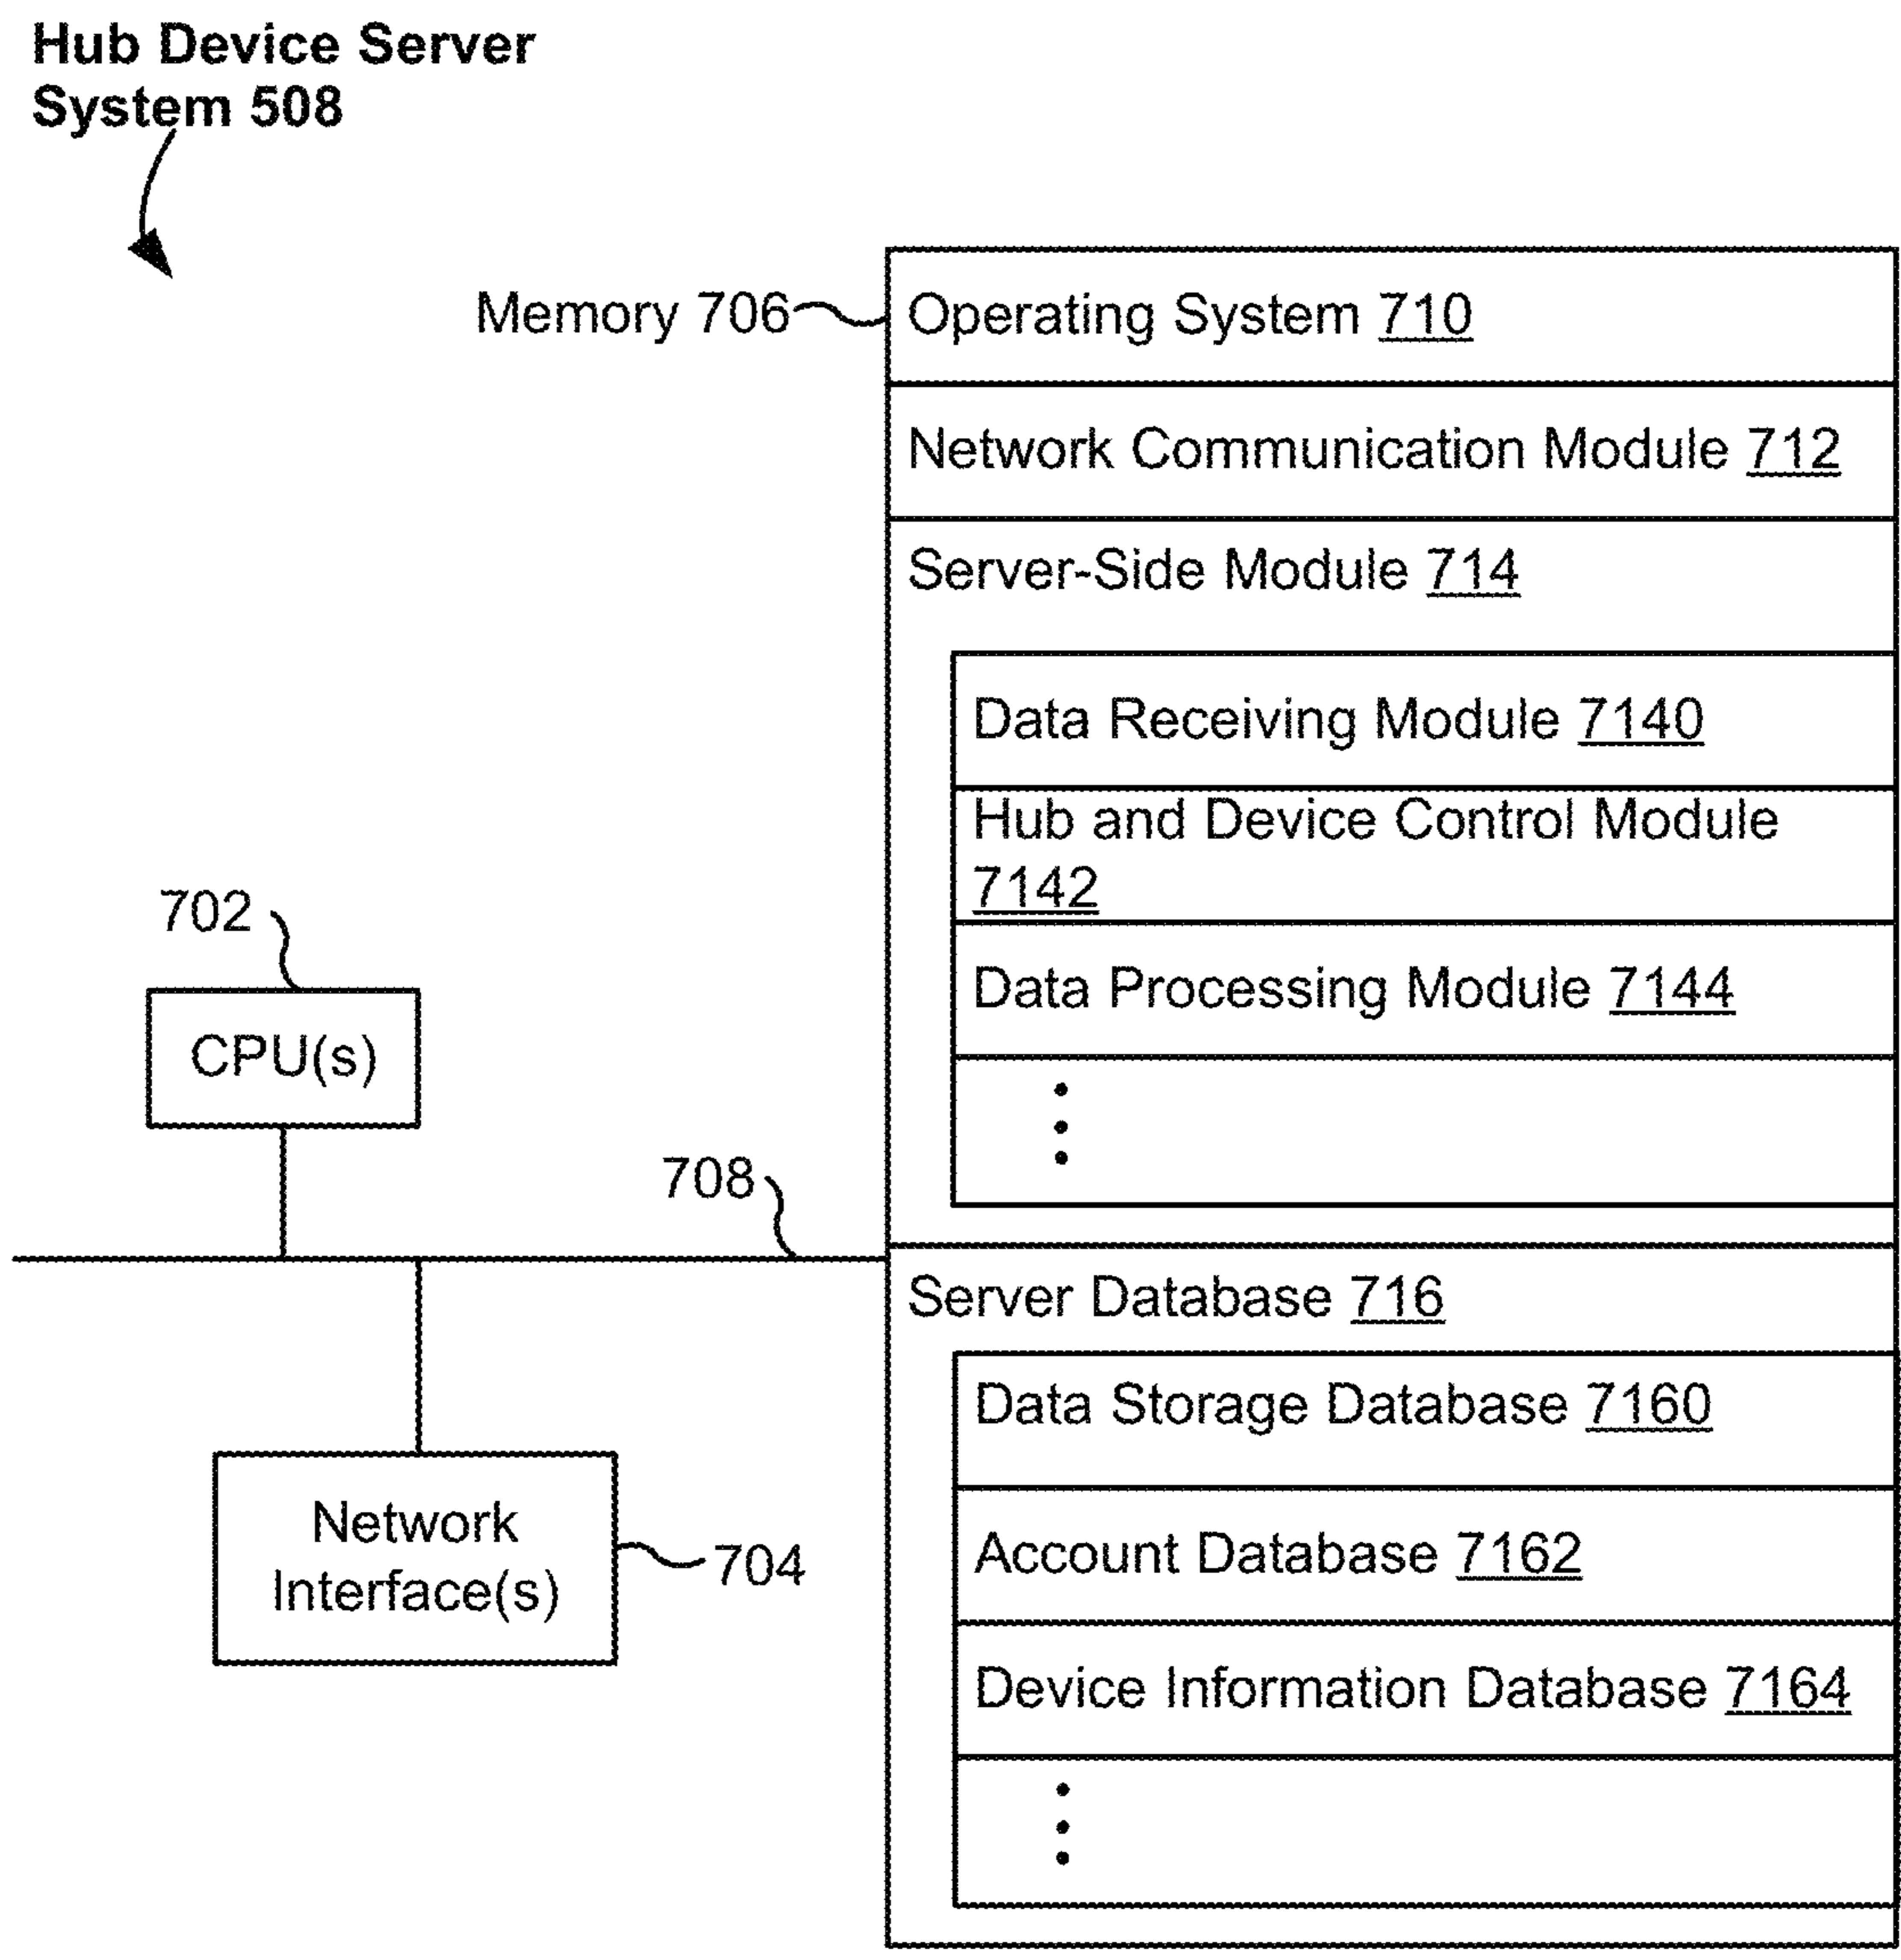 Hub Device Server
System 508
Memory 706
Operating System 710
Network Communication Module 712
Server-Side Module 714
Data Receiving Module 7140
Hub and Device Control Module
7142
Data Processing Module 7144
702
CPU(s)
708
Server Database 716
Data Storage Database 7160
Network
Interface(s)
704
Account Database 7162
Device Information Database 7164